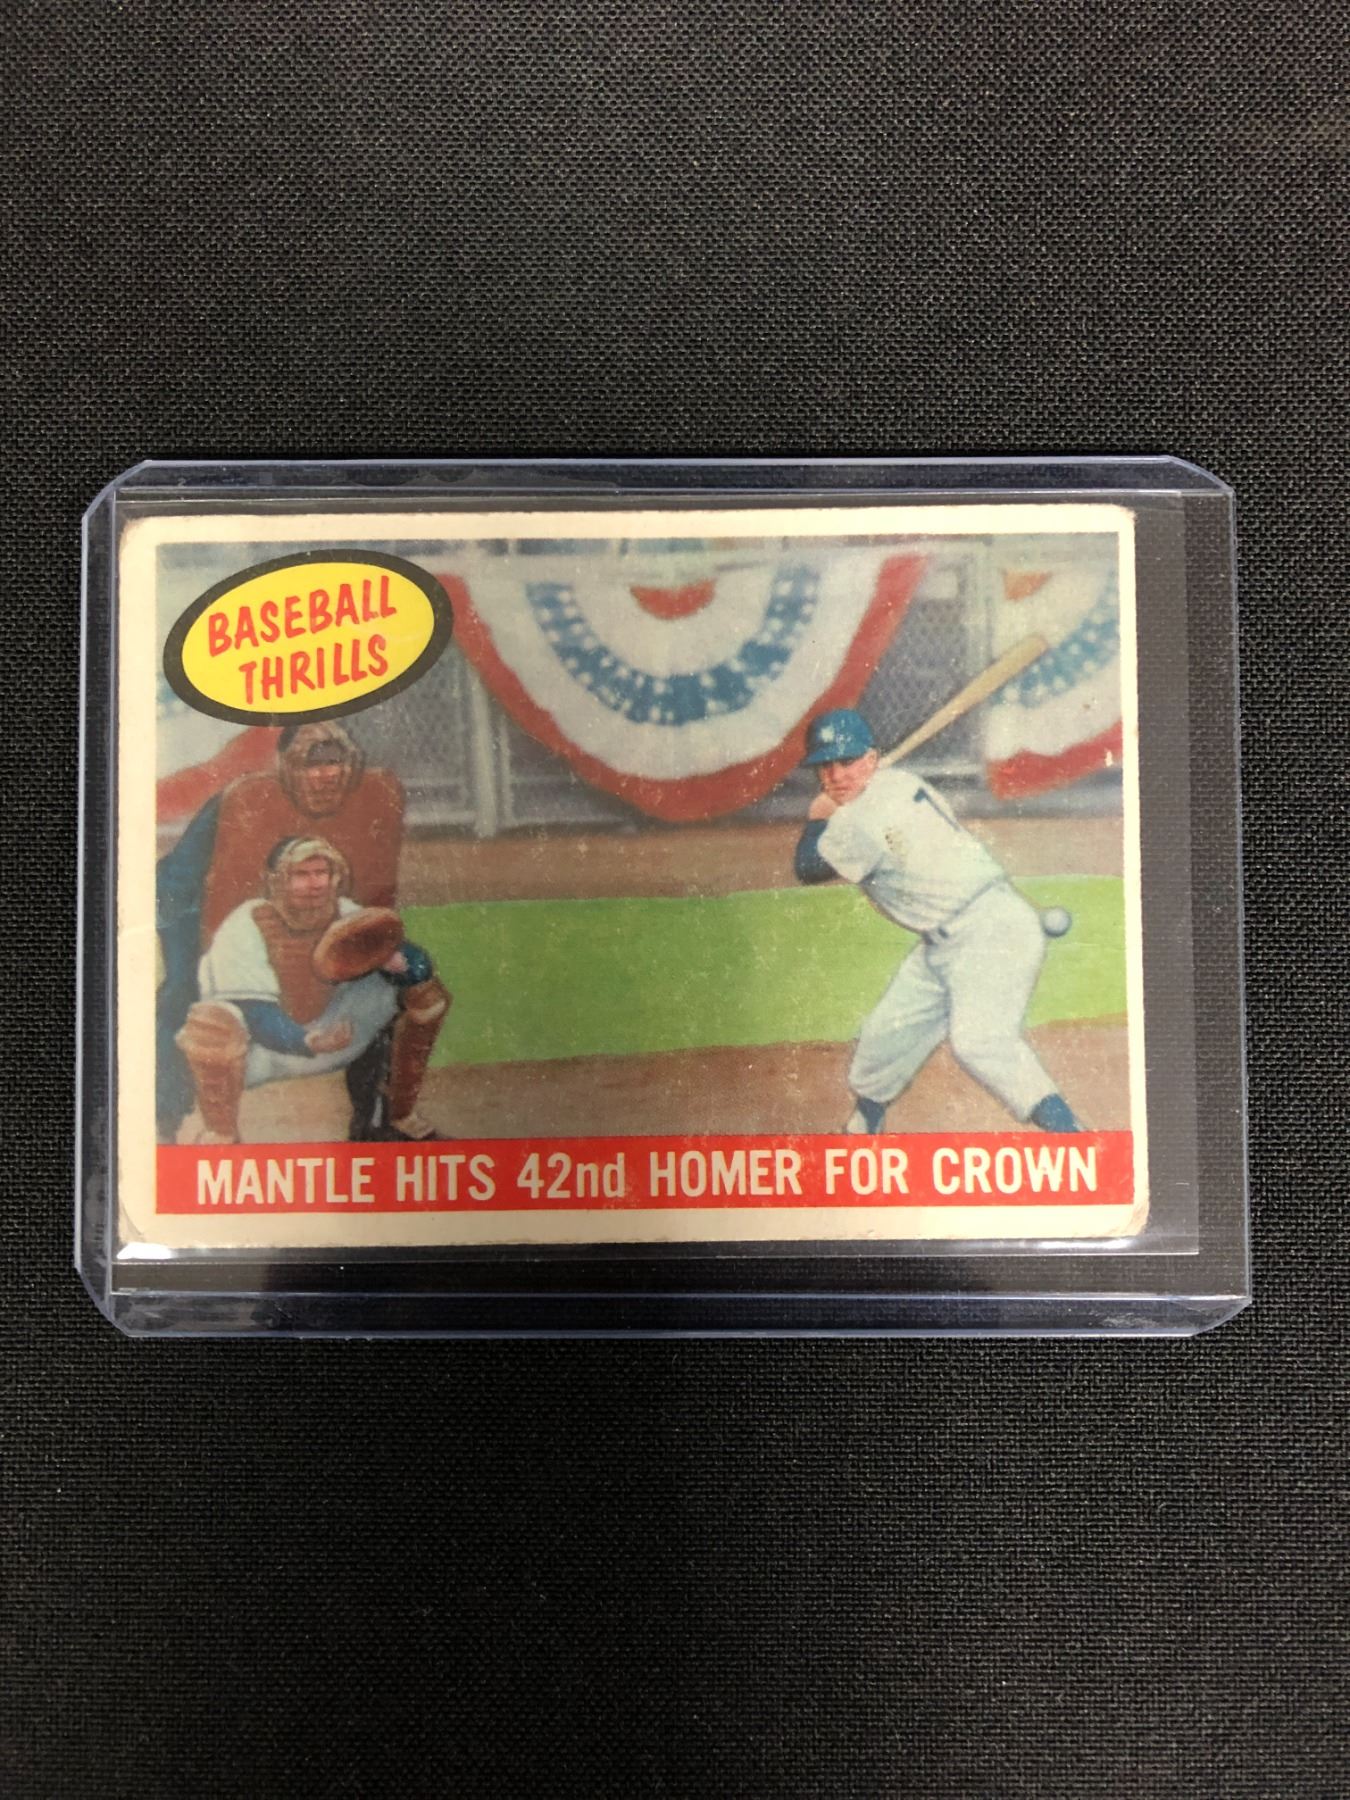 BASEBALL
THRILLS
MANTLE HITS 42nd HOMER FOR CROWN